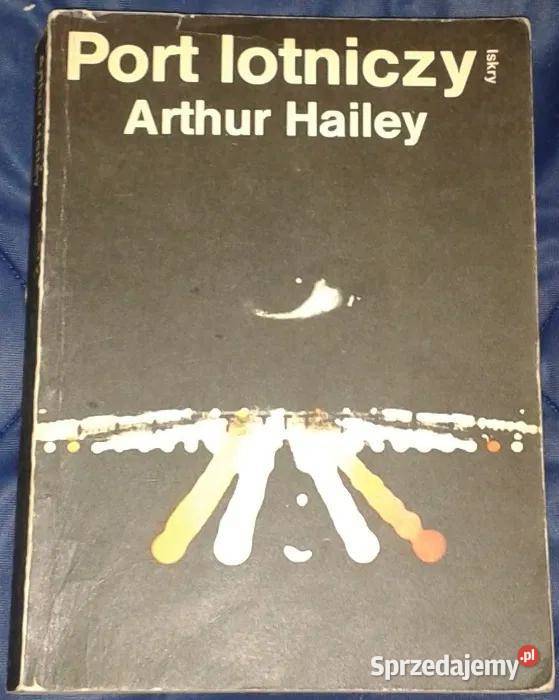 Port lotniczy
Iskry
Arthur Hailey
Sprzedajemy.pl